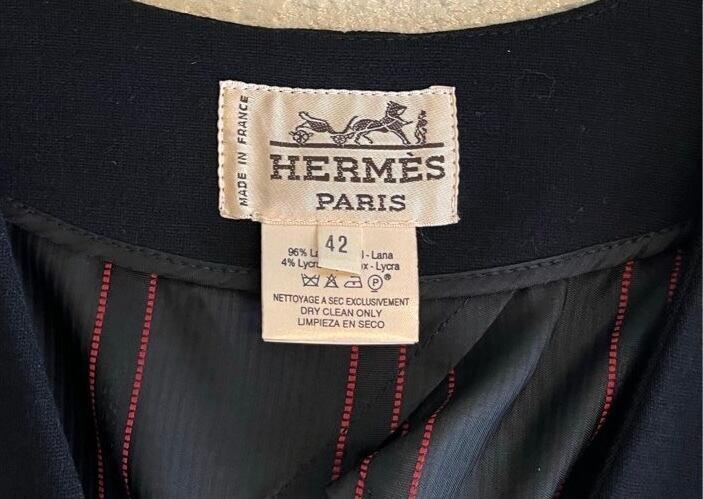 MADE IN FRANCE
HERMÈS
PARIS
42
96% - Lana
4% - Lycra
P
®
NETTOYAGE A SEC EXCLUSIVEMENT
DRY CLEAN ONLY
LIMPIEZA EN SECO